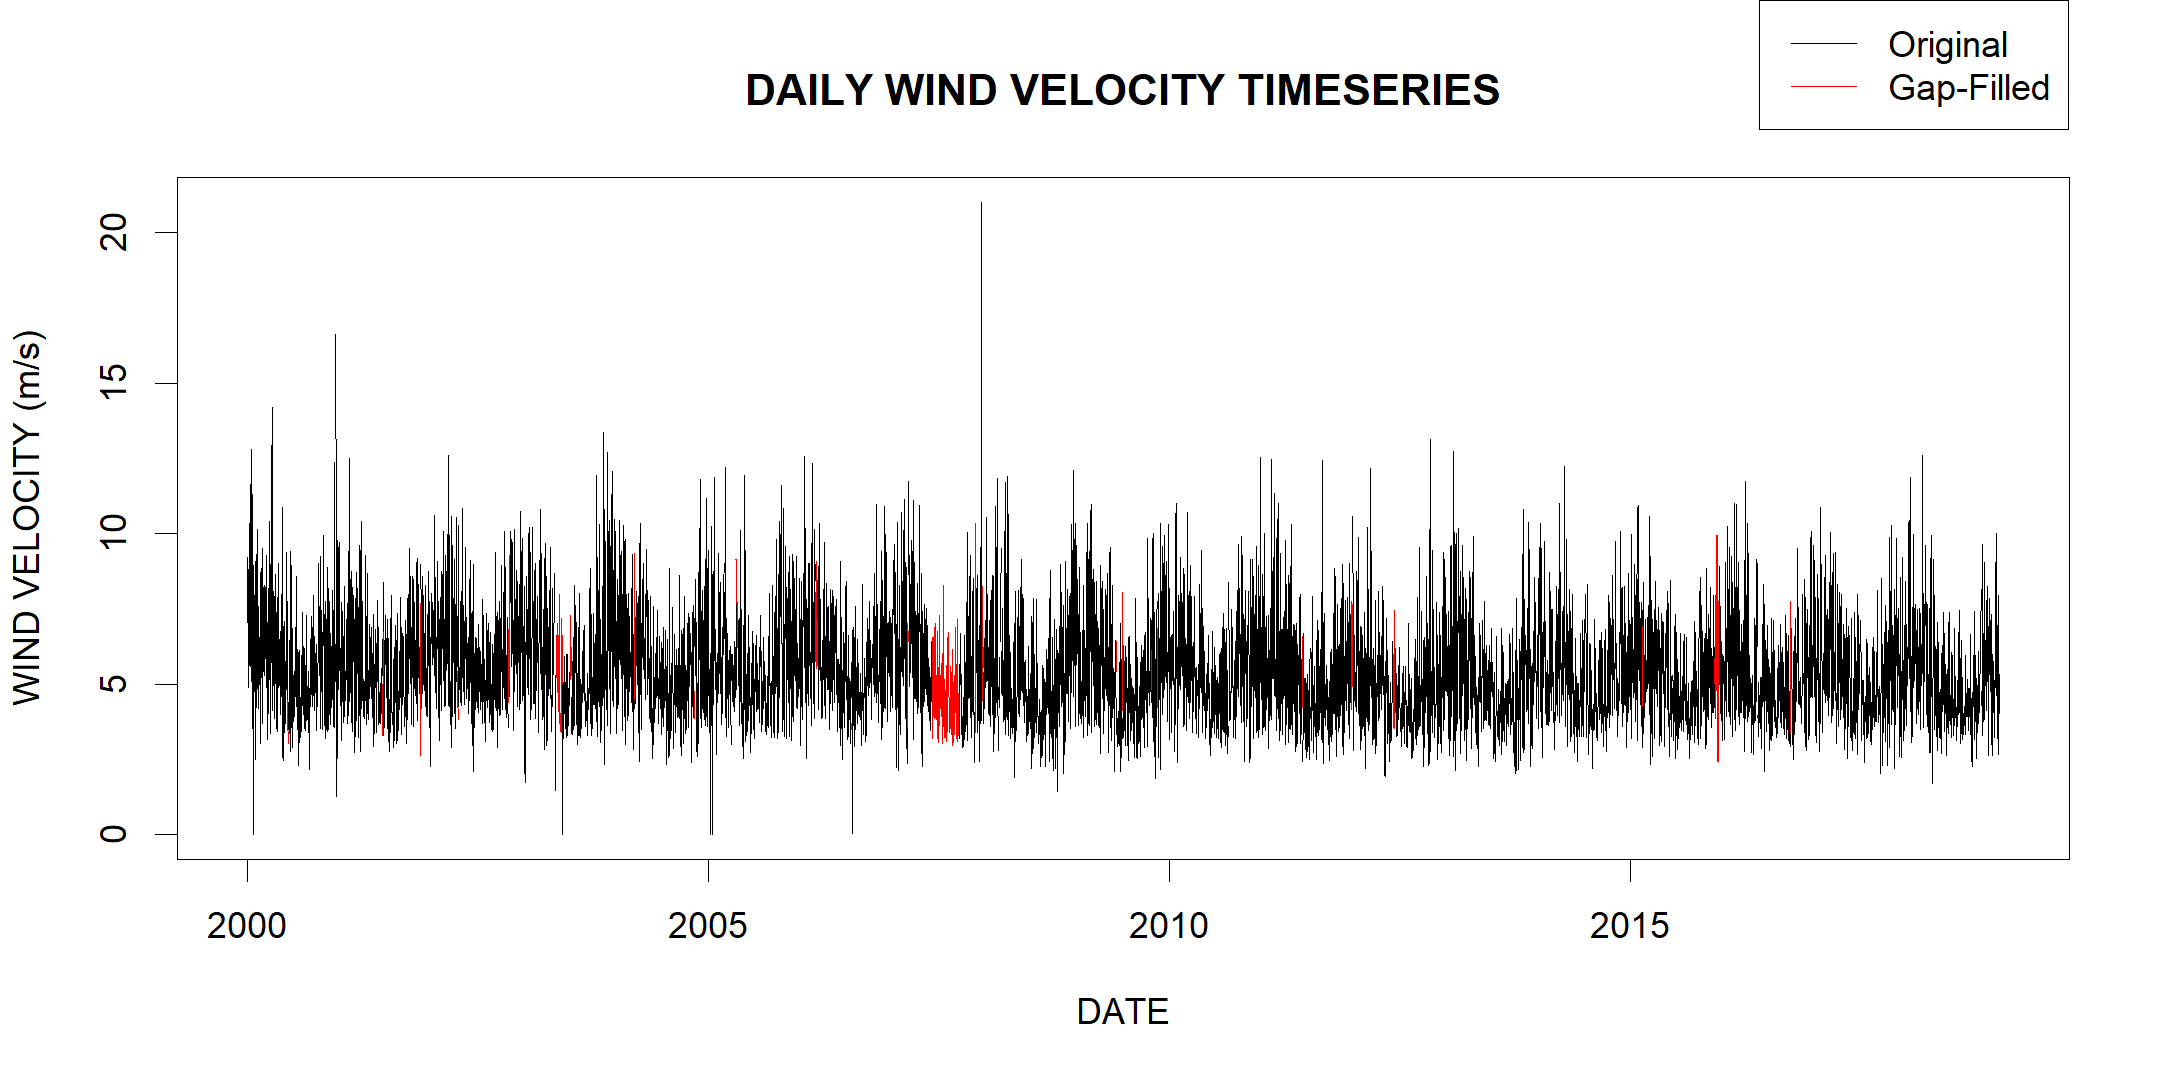 Original
Gap-Filled
DAILY WIND VELOCITY TIMESERIES
WIND VELOCITY (m/s)
20
15
10
5
0
2000 2005 2010 2015
DATE